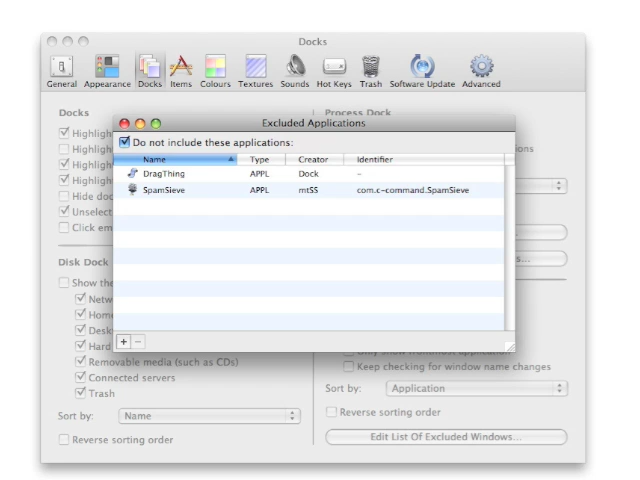 Docks
General Appearance Docks Items Colours Textures Sounds Hot Keys Trash Software Update Advanced
Docks
Process Dock
Excluded Applications
Do not include these applications:
Name Type Creator Identifier
DragThing APPL Dock -
SpamSieve APPL mtSS com.c-command.SpamSieve
Highligh
Highligh
Highligh
Highligh
Hide doc
Unselect
Click em
ions
s...
Disk Dock
Show the
Netw
Home
Desk
Hard
Removable media (such as CDs)
Connected servers
Trash
Sort by: Name
Reverse sorting order
Keep checking for window name changes
Sort by: Application
Reverse sorting order
Edit List Of Excluded Windows...